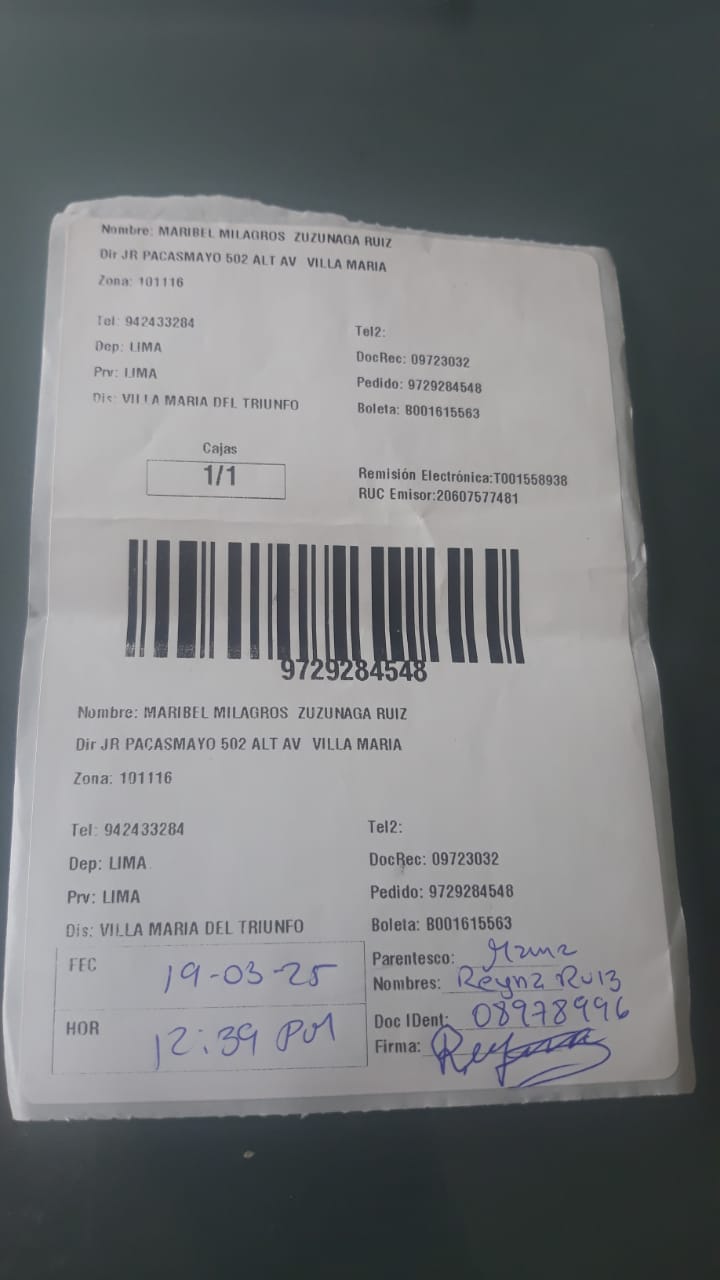 Nombre: MARIBEL MILAGROS ZUZUNAGA RUIZ
Dir JR PACASMAYO 502 ALT AV VILLA MARIA
Zona: 101116
Tel: 942433284
Tel2:
Dep: LIMA
DocRec: 09723032
Prv: LIMA
Pedido: 9729284548
Dis: VILLA MARIA DEL TRIUNFO
Boleta: B001615563
Cajas
1/1
Remisión Electrónica:T001558938
RUC Emisor:20607577481
9729284548
Nombre: MARIBEL MILAGROS ZUZUNAGA RUIZ
Dir JR PACASMAYO 502 ALT AV VILLA MARIA
Zona: 101116
Tel: 942433284
Tel2:
Dep: LIMA
DocRec: 09723032
Prv: LIMA
Pedido: 9729284548
Dis: VILLA MARIA DEL TRIUNFO
Boleta: B001615563
FEC 19-03-25
Parentesco: Mama
Nombres: Reyna Ruiz
HOR 12:39 PM
Doc IDent: 08978996
Firma: